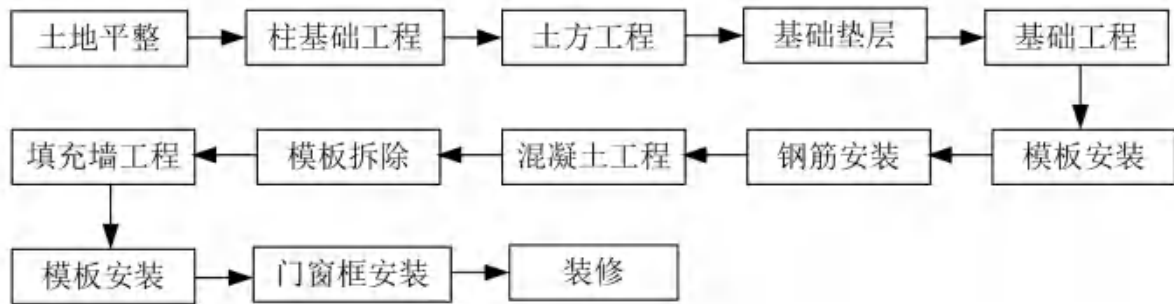 土地平整
柱基础工程
土方工程
基础垫层
基础工程
模板安装
钢筋安装
混凝土工程
模板拆除
填充墙工程
模板安装
门窗框安装
装修